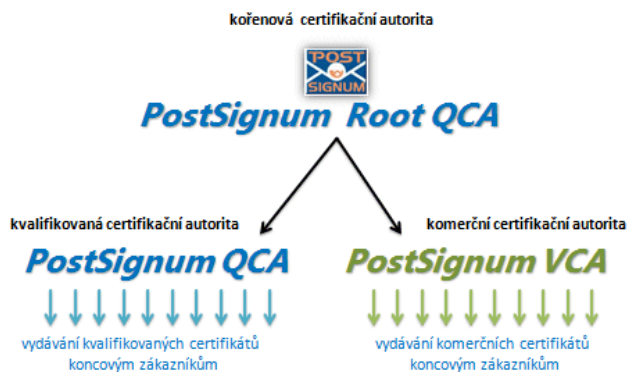 kořenová certifikační autorita
POST
SIGNUM
PostSignum Root QCA
kvalifikovaná certifikační autorita
PostSignum QCA
vydávání kvalifikovaných certifikátů
koncovým zákazníkům
komerční certifikační autorita
PostSignum VCA
vydávání komerčních certifikátů
koncovým zákazníkům